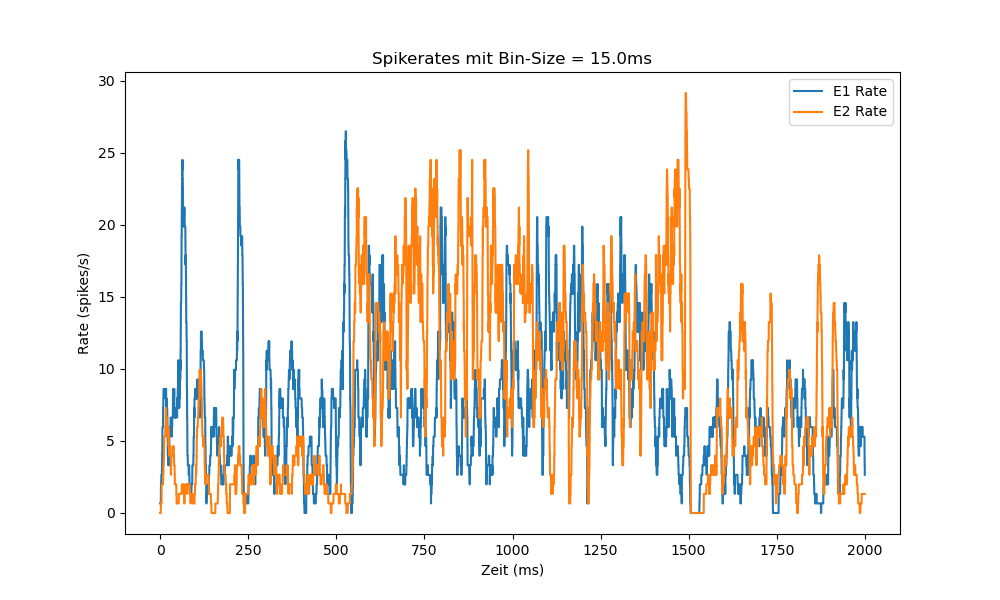 Spikerates mit Bin-Size = 15.0ms
E1 Rate
E2 Rate
30
25
20
15
10
5
0
Rate (spikes/s)
0 250 500 750 1000 1250 1500 1750 2000
Zeit (ms)